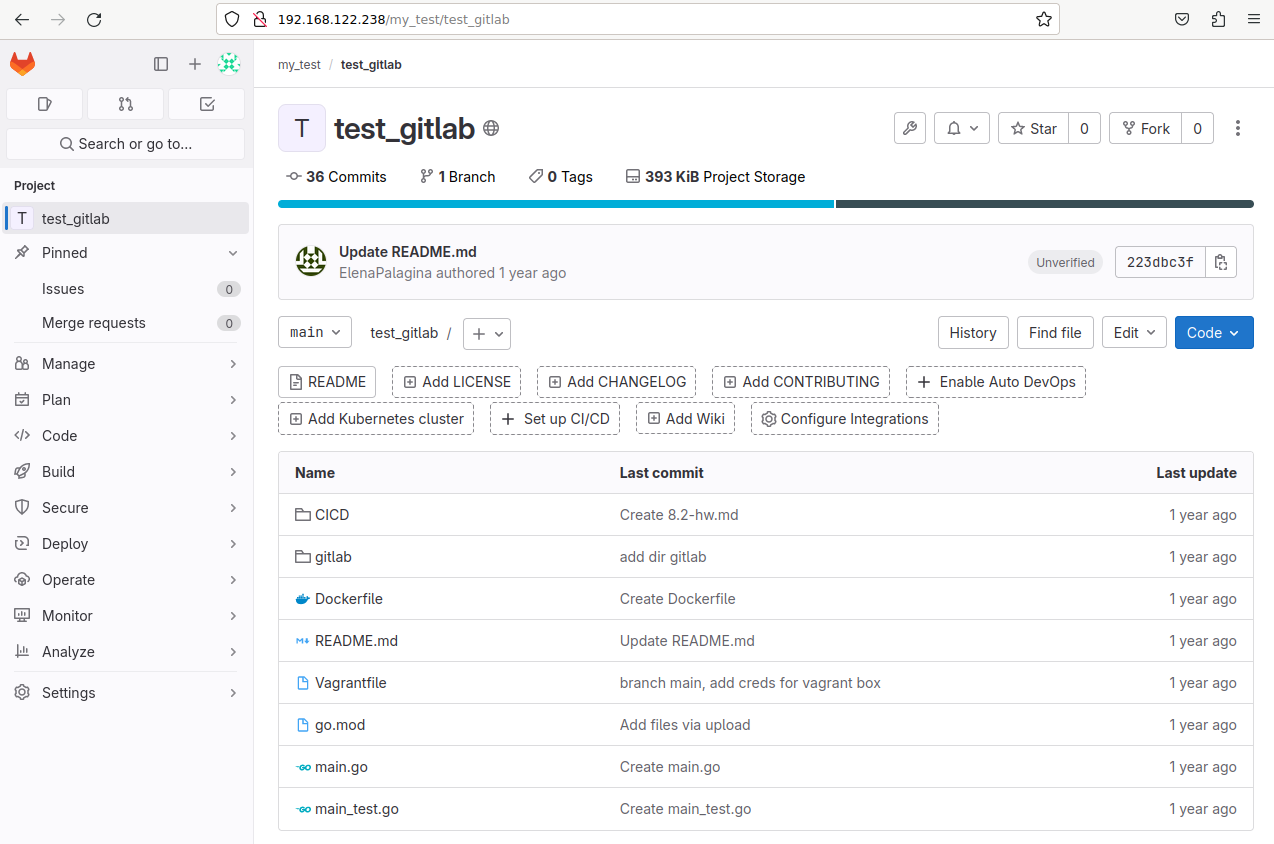 192.168.122.238/my_test/test_gitlab
my_test / test_gitlab
Search or go to...
Project
T test_gitlab
Pinned
Issues 0
Merge requests 0
Manage
Plan
Code
Build
Secure
Deploy
Operate
Monitor
Analyze
Settings
T test_gitlab Star 0 Fork 0
36 Commits 1 Branch 0 Tags 393 KiB Project Storage
Update README.md
ElenaPalagina authored 1 year ago
Unverified 223dbc3f
main test_gitlab / + History Find file Edit Code
README Add LICENSE Add CHANGELOG Add CONTRIBUTING Enable Auto DevOps
Add Kubernetes cluster Set up CI/CD Add Wiki Configure Integrations
Name Last commit Last update
CICD Create 8.2-hw.md 1 year ago
gitlab add dir gitlab 1 year ago
Dockerfile Create Dockerfile 1 year ago
README.md Update README.md 1 year ago
Vagrantfile branch main, add creds for vagrant box 1 year ago
go.mod Add files via upload 1 year ago
main.go Create main.go 1 year ago
main_test.go Create main_test.go 1 year ago